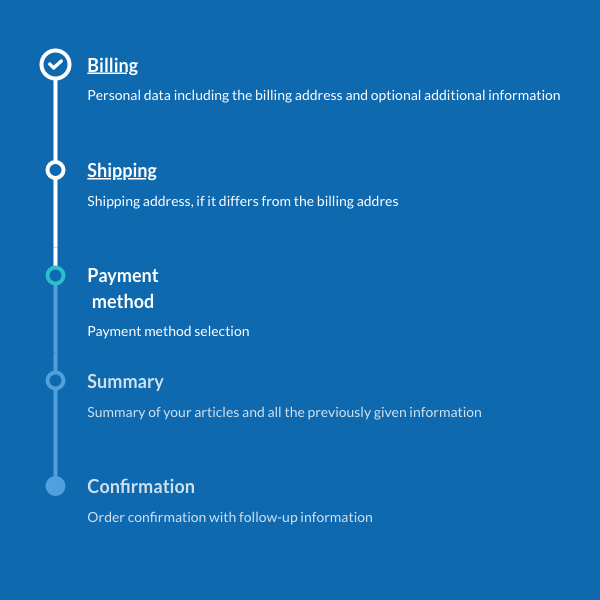 Billing
Personal data including the billing address and optional additional information
Shipping
Shipping address, if it differs from the billing addres
Payment
method
Payment method selection
Summary
Summary of your articles and all the previously given information
Confirmation
Order confirmation with follow-up information